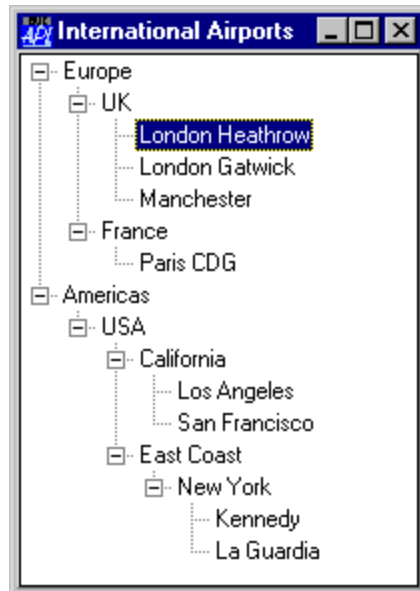 International Airports
Europe
UK
London Heathrow
London Gatwick
Manchester
France
Paris CDG
Americas
USA
California
Los Angeles
San Francisco
East Coast
New York
Kennedy
La Guardia